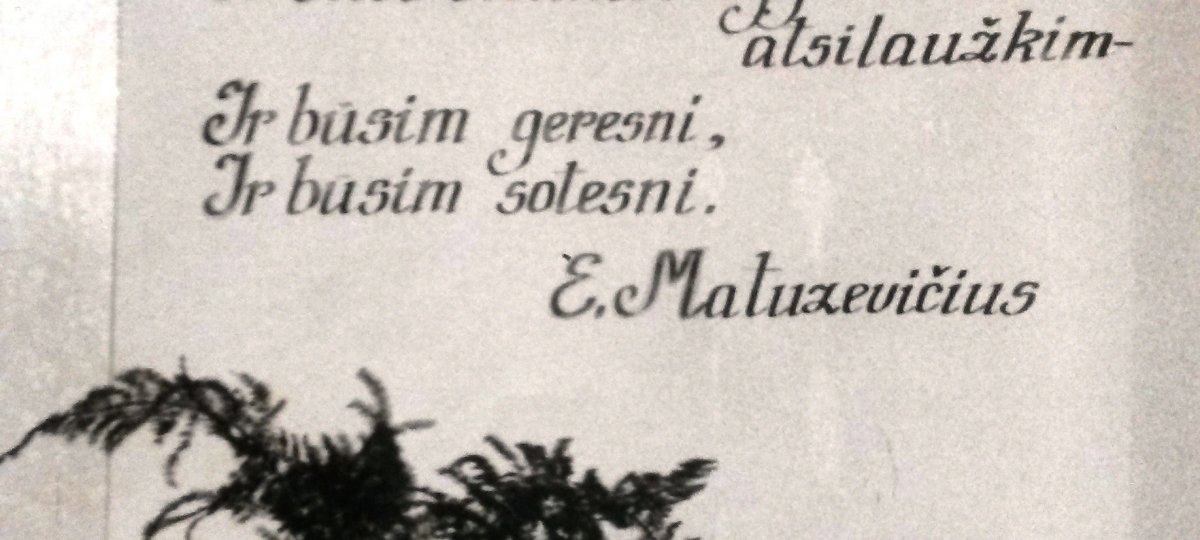 atsilaužkim-
Ir būsim geresni,
Ir būsim sotesni.
E. Matuzevičius